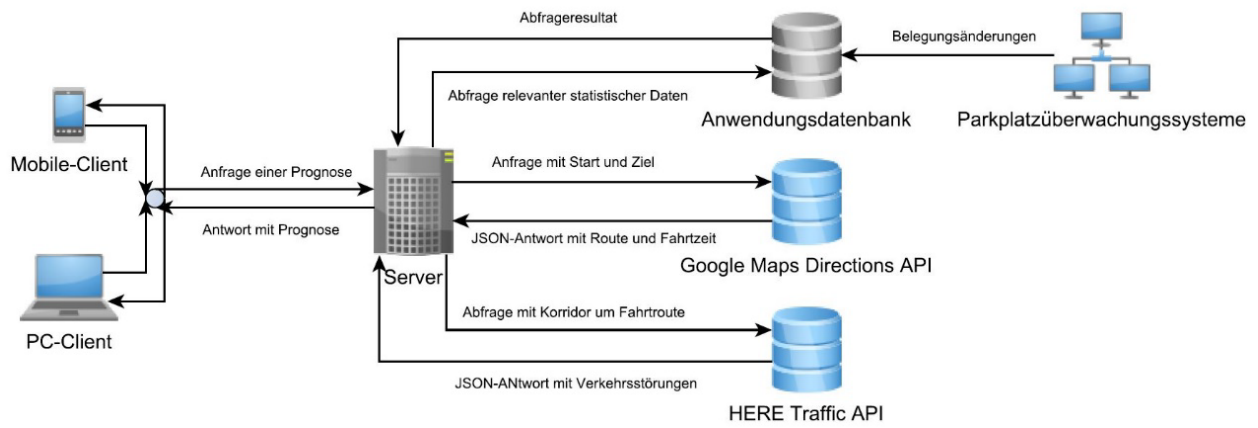 Abfrageresultat
Belegungsänderungen
Abfrage relevanter statistischer Daten
Anwendungsdatenbank
Parkplatzüberwachungssysteme
Mobile-Client
Anfrage einer Prognose
Anfrage mit Start und Ziel
Antwort mit Prognose
JSON-Antwort mit Route und Fahrtzeit
Google Maps Directions API
Server
PC-Client
Abfrage mit Korridor um Fahrtroute
JSON-ANtwort mit Verkehrsstörungen
HERE Traffic API